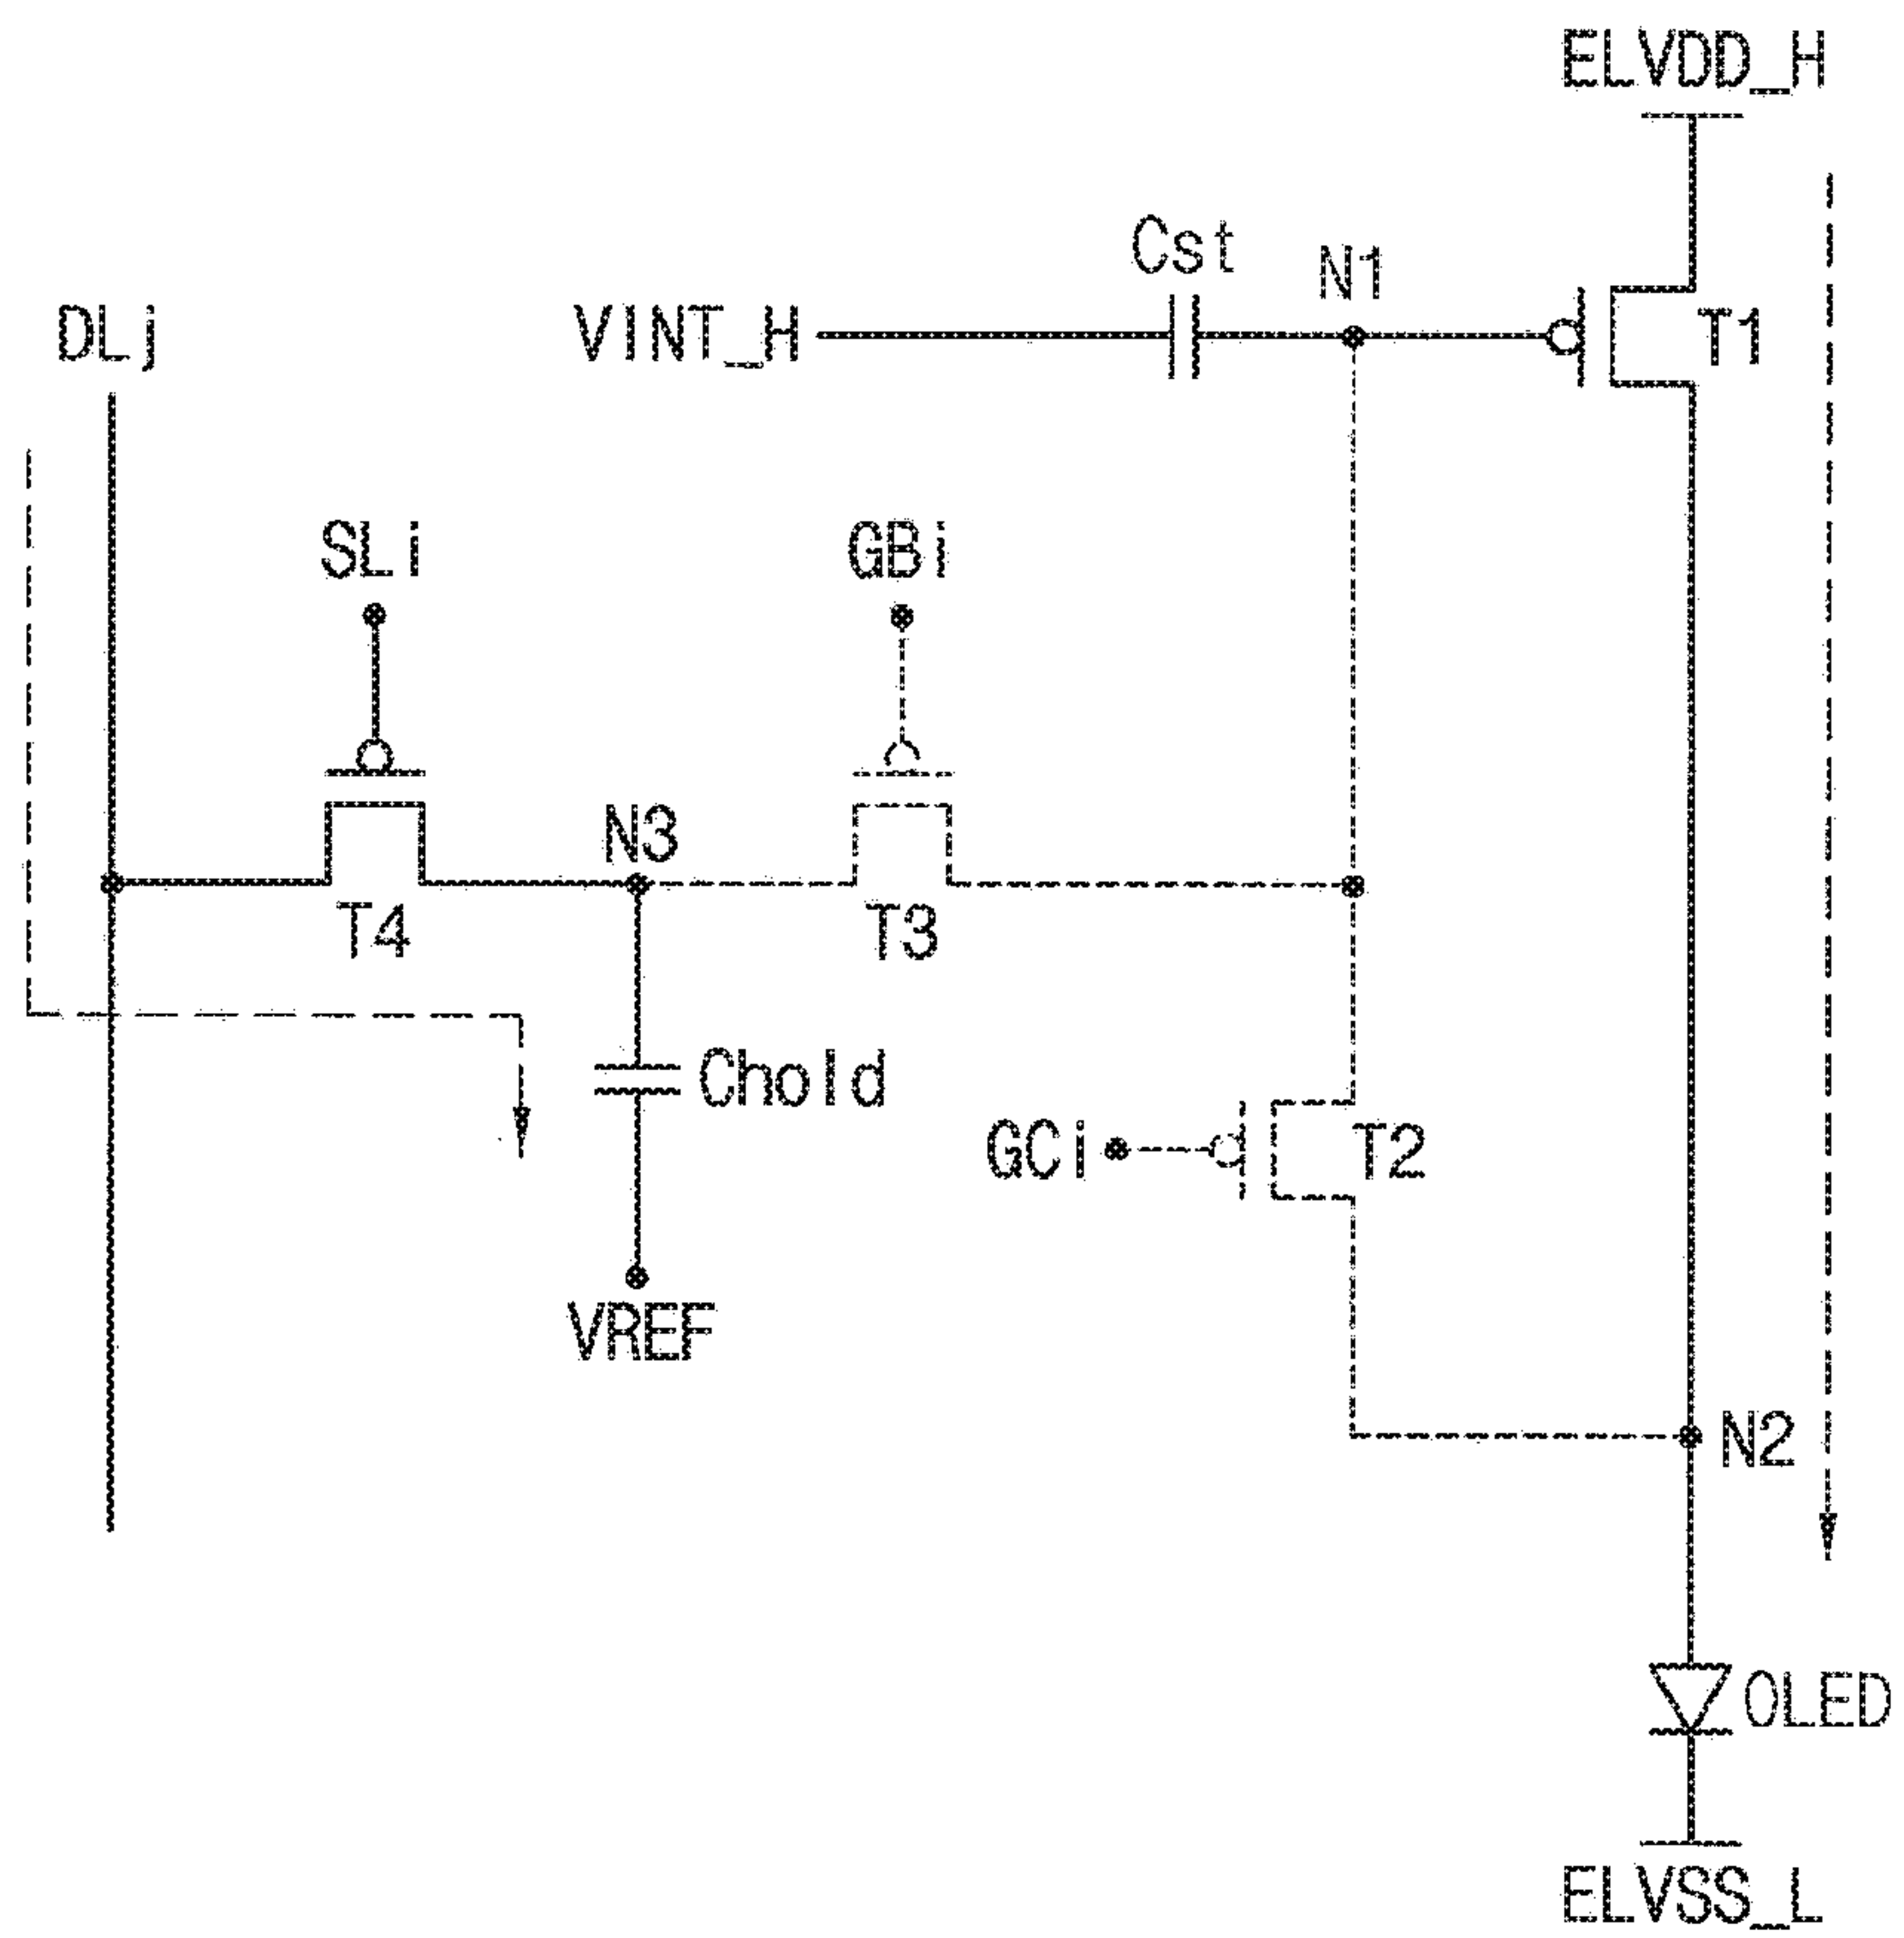 ELVDD_H
Cst
N1
DLj
VINT_H
T1
SLi
GBi
N3
T4
T3
Chold
GCi
T2
VREF
N2
OLED
ELVSS_L